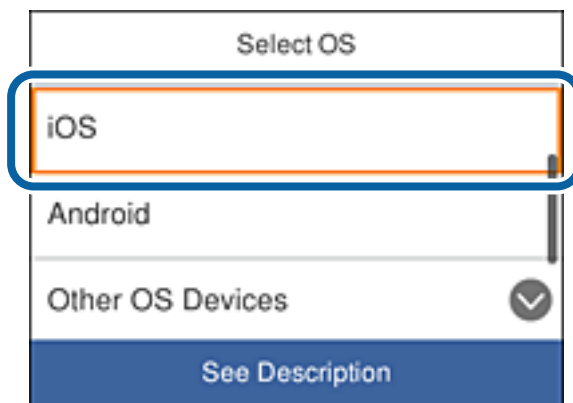 Select OS
iOS
Android
Other OS Devices
See Description